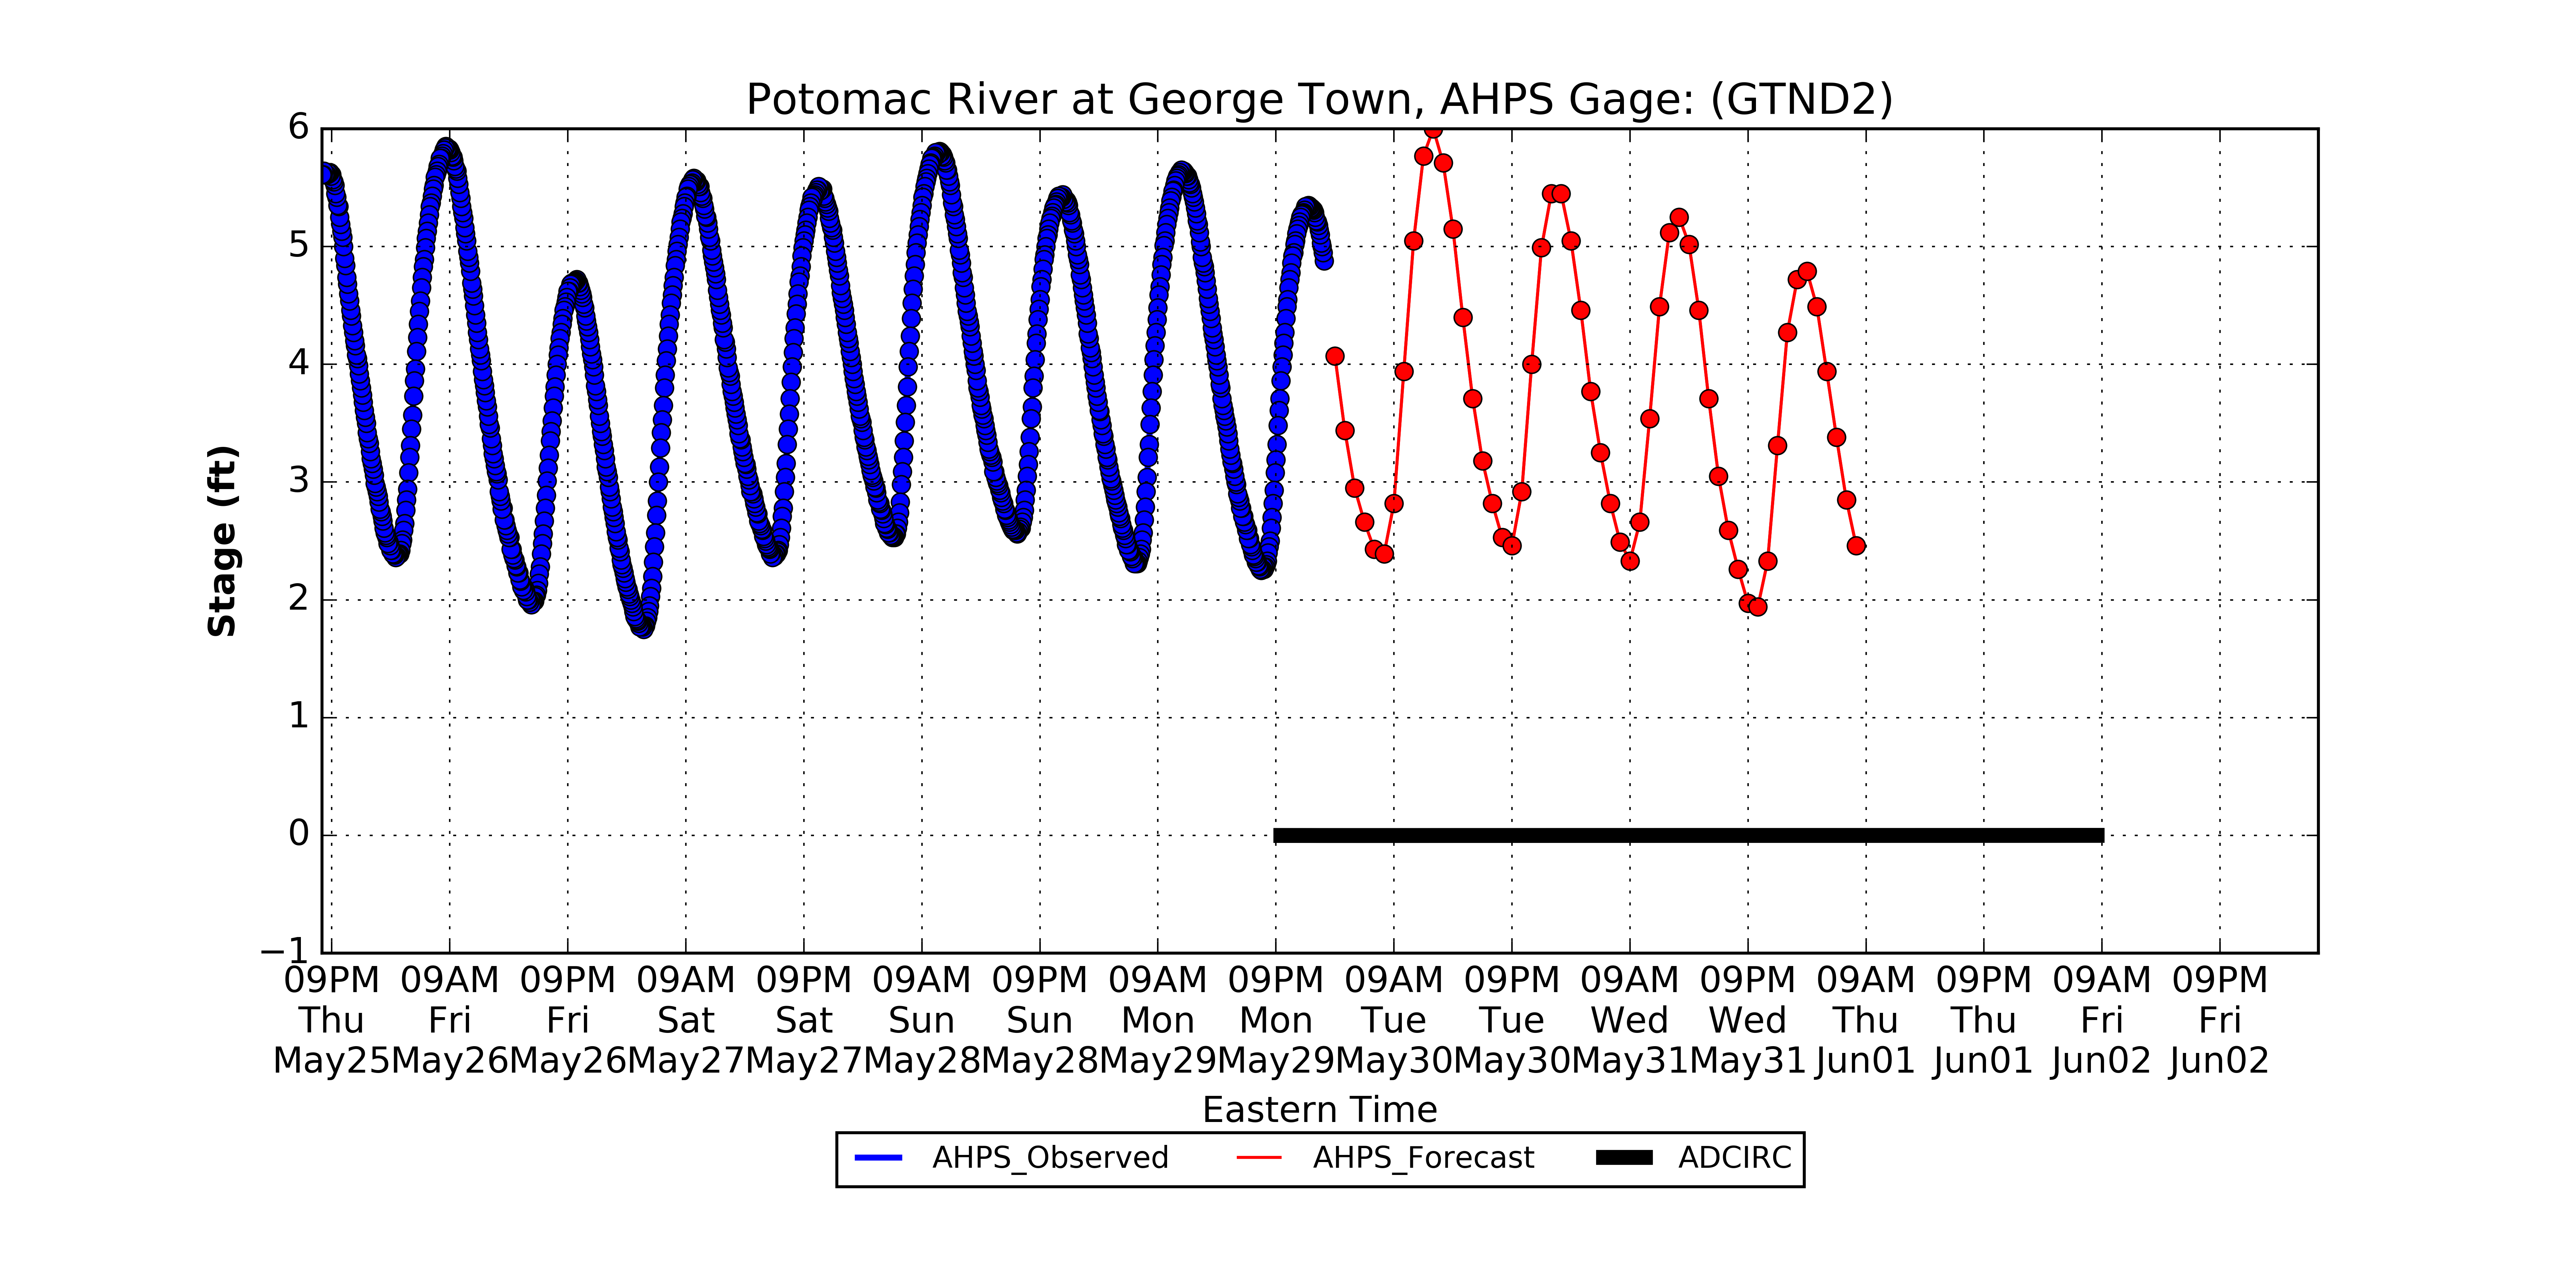 Potomac River at George Town, AHPS Gage: (GTND2)
6
5
4
3
2
1
0
−1
Stage (ft)
09PM 09AM 09PM 09AM 09PM 09AM 09PM 09AM 09PM 09AM 09PM 09AM 09PM 09AM 09PM 09AM 09PM
Thu Fri Fri Sat Sat Sun Sun Mon Mon Tue Tue Wed Wed Thu Thu Fri Fri
May25 May26 May26 May27 May27 May28 May28 May29 May29 May30 May30 May31 May31 Jun01 Jun01 Jun02 Jun02
Eastern Time
AHPS_Observed AHPS_Forecast ADCIRC